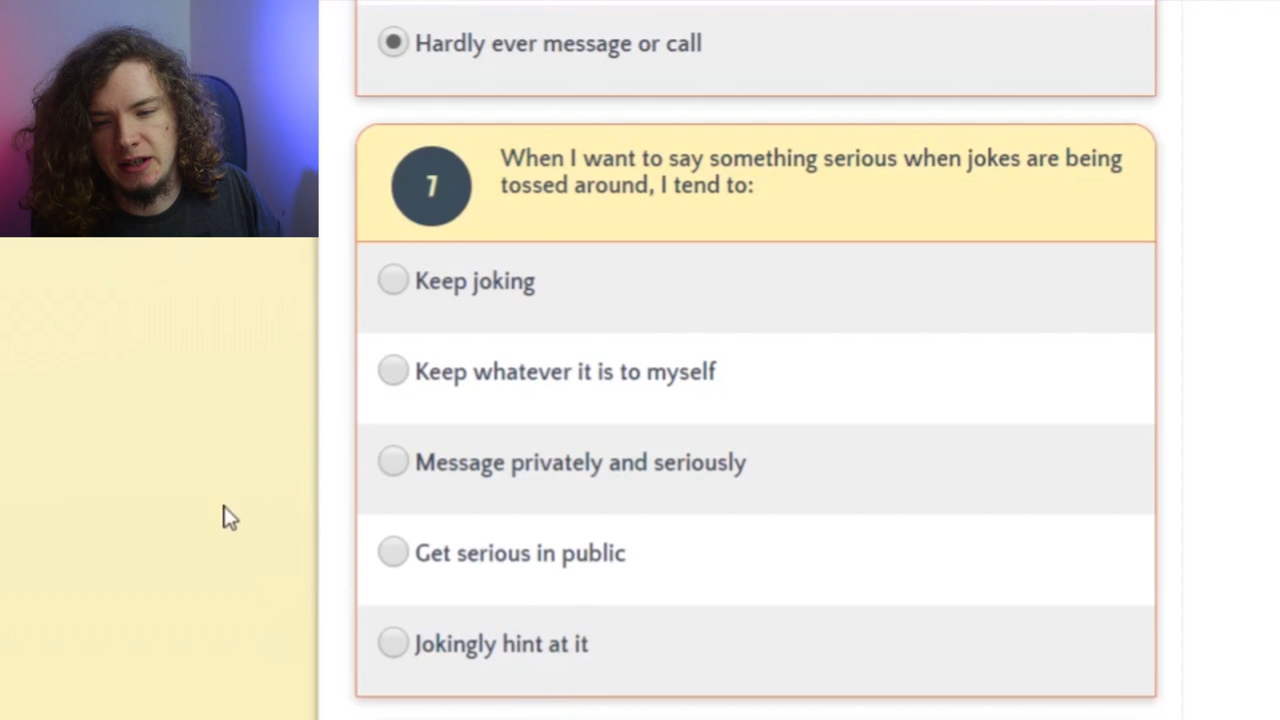 Hardly ever message or call
7
When I want to say something serious when jokes are being
tossed around, I tend to:
Keep joking
Keep whatever it is to myself
Message privately and seriously
Get serious in public
Jokingly hint at it